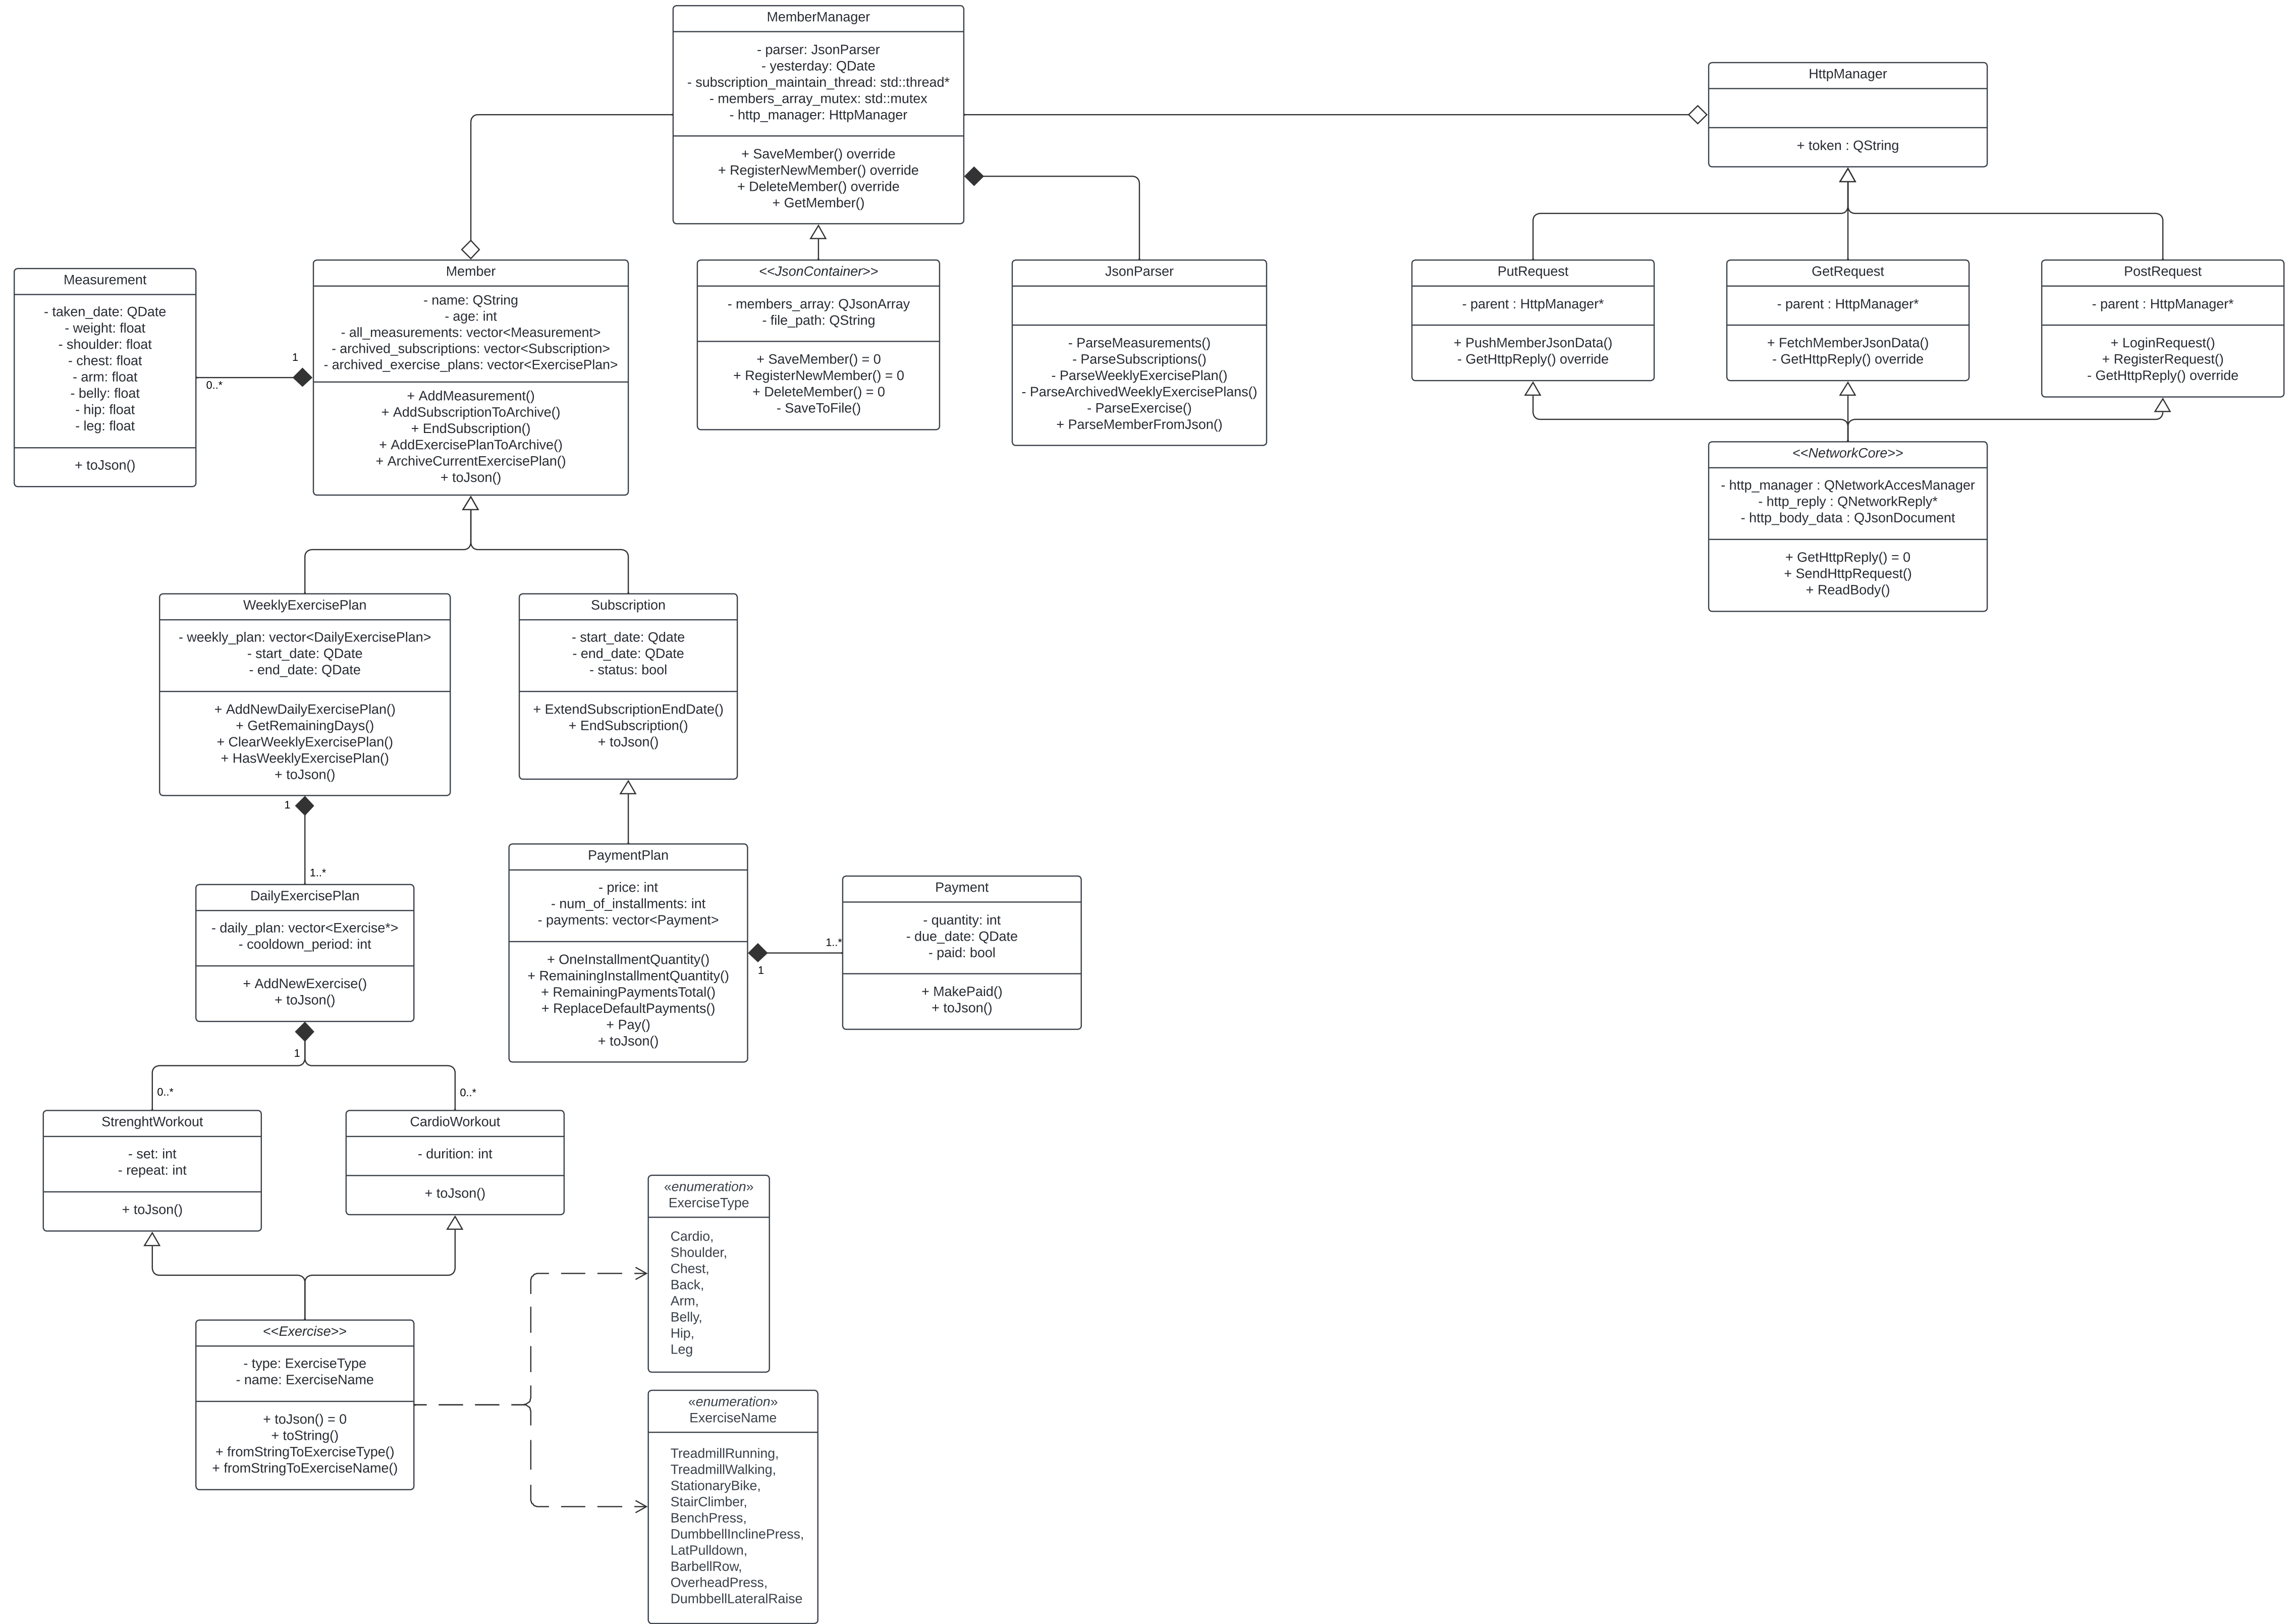 MemberManager
- parser: JsonParser
- yesterday: QDate
- subscription_maintain_thread: std::thread*
- members_array_mutex: std::mutex
- http_manager: HttpManager
+ SaveMember() override
+ RegisterNewMember() override
+ DeleteMember() override
+ GetMember()
HttpManager
+ token : QString
Measurement
- taken_date: QDate
- weight: float
- shoulder: float
- chest: float
- arm: float
- belly: float
- hip: float
- leg: float
+ toJson()
1
0..*
Member
- name: QString
- age: int
- all_measurements: vector<Measurement>
- archived_subscriptions: vector<Subscription>
- archived_exercise_plans: vector<ExercisePlan>
+ AddMeasurement()
+ AddSubscriptionToArchive()
+ EndSubscription()
+ AddExercisePlanToArchive()
+ ArchiveCurrentExercisePlan()
+ toJson()
<<JsonContainer>>
- members_array: QJsonArray
- file_path: QString
+ SaveMember() = 0
+ RegisterNewMember() = 0
+ DeleteMember() = 0
- SaveToFile()
JsonParser
- ParseMeasurements()
- ParseSubscriptions()
- ParseWeeklyExercisePlan()
- ParseArchivedWeeklyExercisePlans()
- ParseExercise()
+ ParseMemberFromJson()
PutRequest
- parent : HttpManager*
+ PushMemberJsonData()
- GetHttpReply() override
GetRequest
- parent : HttpManager*
+ FetchMemberJsonData()
- GetHttpReply() override
PostRequest
- parent : HttpManager*
+ LoginRequest()
+ RegisterRequest()
- GetHttpReply() override
<<NetworkCore>>
- http_manager : QNetworkAccesManager
- http_reply : QNetworkReply*
- http_body_data : QJsonDocument
+ GetHttpReply() = 0
+ SendHttpRequest()
+ ReadBody()
WeeklyExercisePlan
- weekly_plan: vector<DailyExercisePlan>
- start_date: QDate
- end_date: QDate
+ AddNewDailyExercisePlan()
+ GetRemainingDays()
+ ClearWeeklyExercisePlan()
+ HasWeeklyExercisePlan()
+ toJson()
Subscription
- start_date: Qdate
- end_date: QDate
- status: bool
+ ExtendSubscriptionEndDate()
+ EndSubscription()
+ toJson()
1
1..*
DailyExercisePlan
- daily_plan: vector<Exercise*>
- cooldown_period: int
+ AddNewExercise()
+ toJson()
PaymentPlan
- price: int
- num_of_installments: int
- payments: vector<Payment>
+ OneInstallmentQuantity()
+ RemainingInstallmentQuantity()
+ RemainingPaymentsTotal()
+ ReplaceDefaultPayments()
+ Pay()
+ toJson()
1..*
1
Payment
- quantity: int
- due_date: QDate
- paid: bool
+ MakePaid()
+ toJson()
1
0..*
0..*
StrenghtWorkout
- set: int
- repeat: int
+ toJson()
CardioWorkout
- durition: int
+ toJson()
«enumeration»
ExerciseType
Cardio,
Shoulder,
Chest,
Back,
Arm,
Belly,
Hip,
Leg
<<Exercise>>
- type: ExerciseType
- name: ExerciseName
+ toJson() = 0
+ toString()
+ fromStringToExerciseType()
+ fromStringToExerciseName()
«enumeration»
ExerciseName
TreadmillRunning,
TreadmillWalking,
StationaryBike,
StairClimber,
BenchPress,
DumbbellInclinePress,
LatPulldown,
BarbellRow,
OverheadPress,
DumbbellLateralRaise